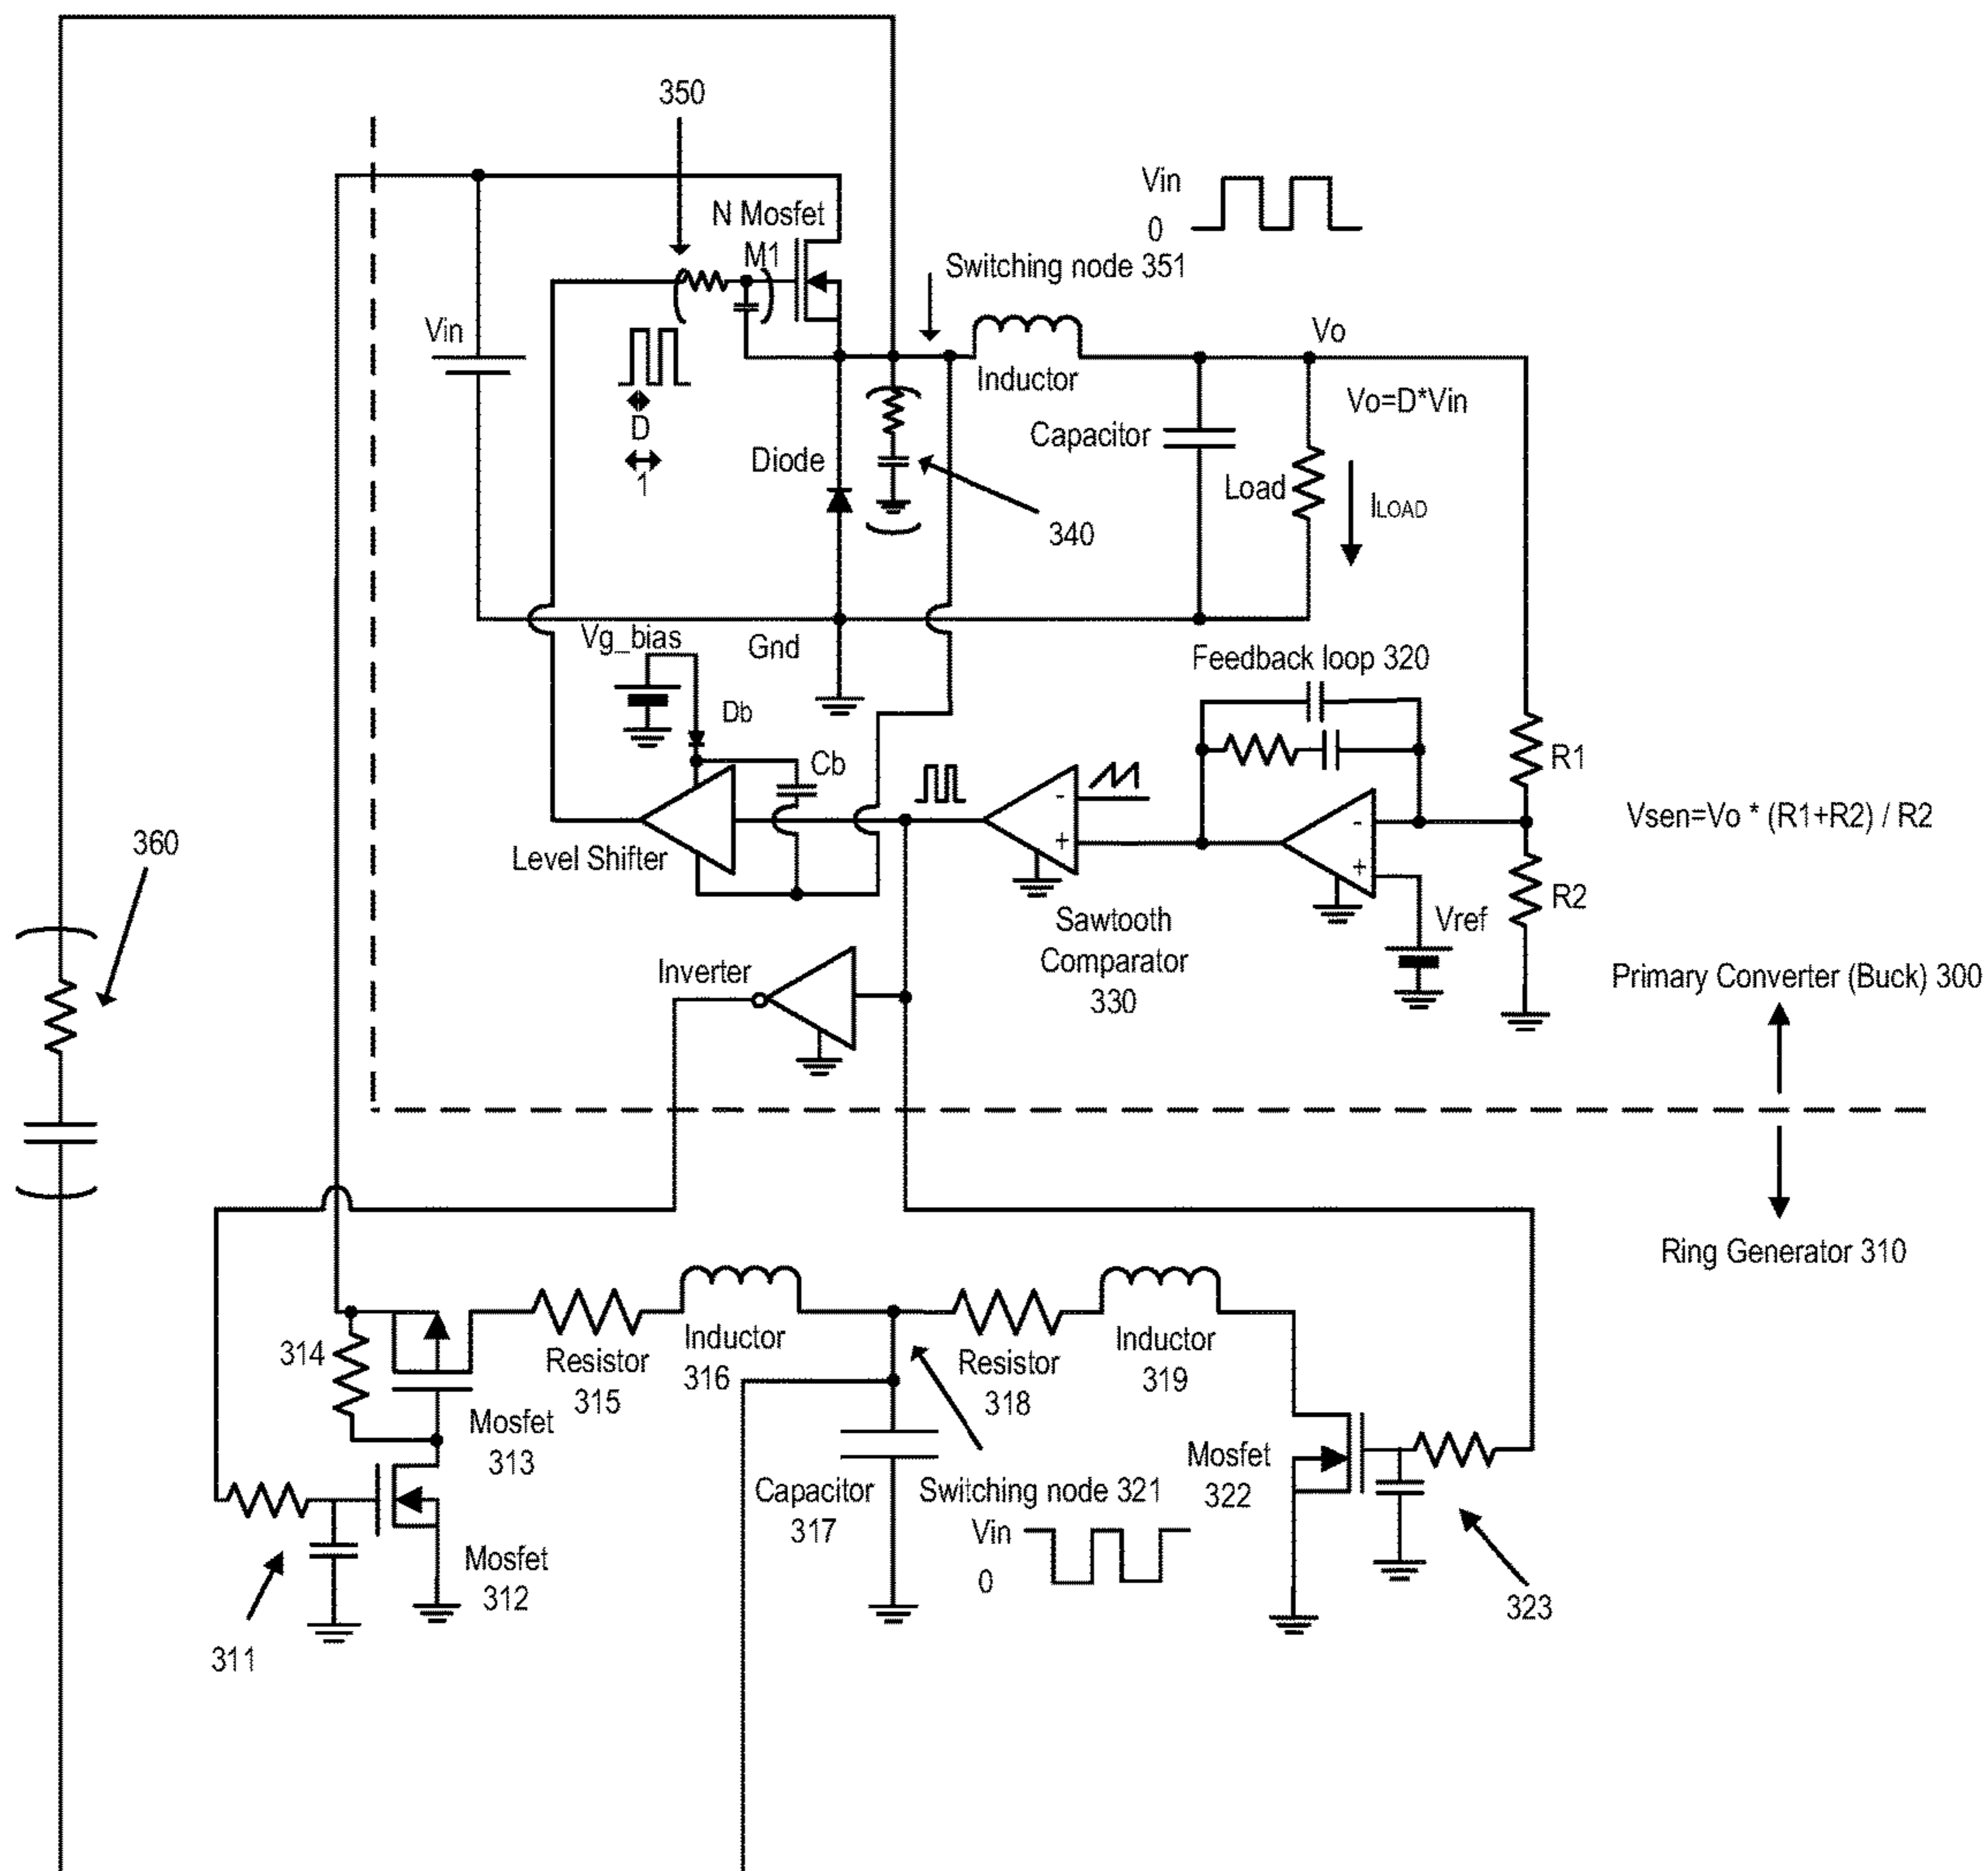 350
Vin
0
N Mosfet
M1
Switching node 351
Vin
Vo
D
1
Inductor
Vo=D*Vin
Capacitor
Diode
Load
ILOAD
340
Vg_bias
Gnd
Feedback loop 320
Db
Cb
R1
Vsen=Vo * (R1+R2) / R2
-
+
-
+
360
Level Shifter
R2
Sawtooth
Comparator
330
Vref
Inverter
Primary Converter (Buck) 300
Ring Generator 310
314
Resistor
315
Inductor
316
Resistor
318
Inductor
319
Mosfet
313
Mosfet
322
Capacitor
317
Switching node 321
Vin
0
Mosfet
312
311
323